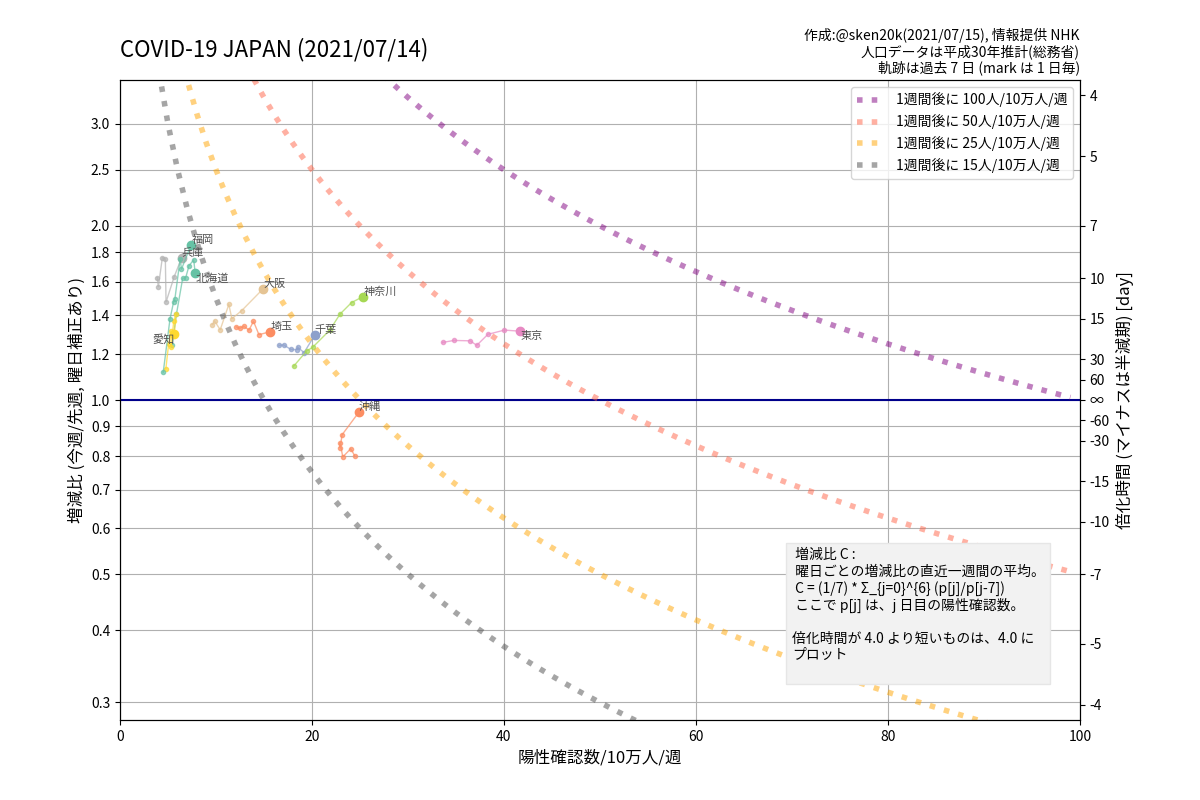 COVID-19 JAPAN (2021/07/14)
作成:@sken20k(2021/07/15), 情報提供 NHK
人口データは平成30年推計(総務省)
軌跡は過去 7 日 (mark は 1 日毎)
1週間後に 100人/10万人/週
1週間後に 50人/10万人/週
1週間後に 25人/10万人/週
1週間後に 15人/10万人/週
増減比 (今週/先週, 曜日補正あり)
3.0
2.5
2.0
1.8
1.6
1.4
1.2
1.0
0.9
0.8
0.7
0.6
0.5
0.4
0.3
福岡
兵庫
北海道
大阪
神奈川
埼玉
千葉
東京
愛知
沖縄
4
5
7
10
15
30
60
∞
-60
-30
-15
-10
-7
-5
-4
倍化時間 (マイナスは半減期) [day]
増減比 C :
曜日ごとの増減比の直近一週間の平均。
C = (1/7) * Σ_{j=0}^{6} (p[j]/p[j-7])
ここで p[j] は、j 日目の陽性確認数。
倍化時間が 4.0 より短いものは、4.0 に
プロット
0
20
40
60
80
100
陽性確認数/10万人/週